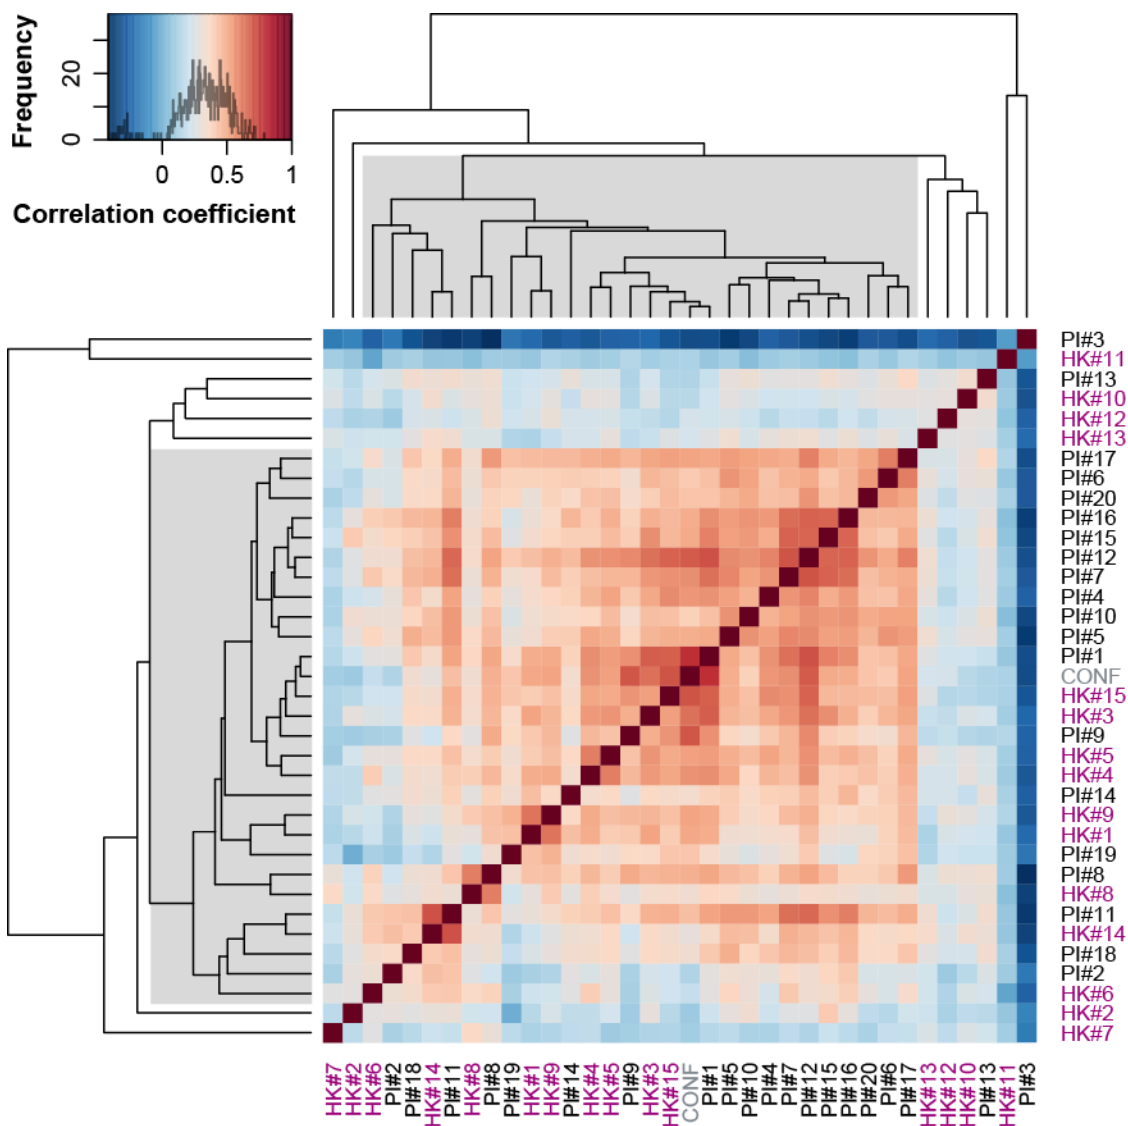 Frequency
20
0
0 0.5 1
Correlation coefficient
PI#3
HK#11
PI#13
HK#10
HK#12
HK#13
PI#17
PI#6
PI#20
PI#16
PI#15
PI#12
PI#7
PI#4
PI#10
PI#5
PI#1
CONF
HK#15
HK#3
PI#9
HK#5
HK#4
PI#14
HK#9
HK#1
PI#19
PI#8
HK#8
PI#11
HK#14
PI#18
PI#2
HK#6
HK#2
HK#7
HK#7 HK#2 HK#6 PI#2 PI#18 HK#14 PI#11 HK#8 PI#8 PI#19 HK#1 HK#9 PI#14 HK#4 HK#5 PI#9 HK#3 HK#15 CONF PI#1 PI#5 PI#10 PI#4 PI#7 PI#12 PI#15 PI#16 PI#20 PI#6 PI#17 HK#13 HK#12 HK#10 PI#13 HK#11 PI#3